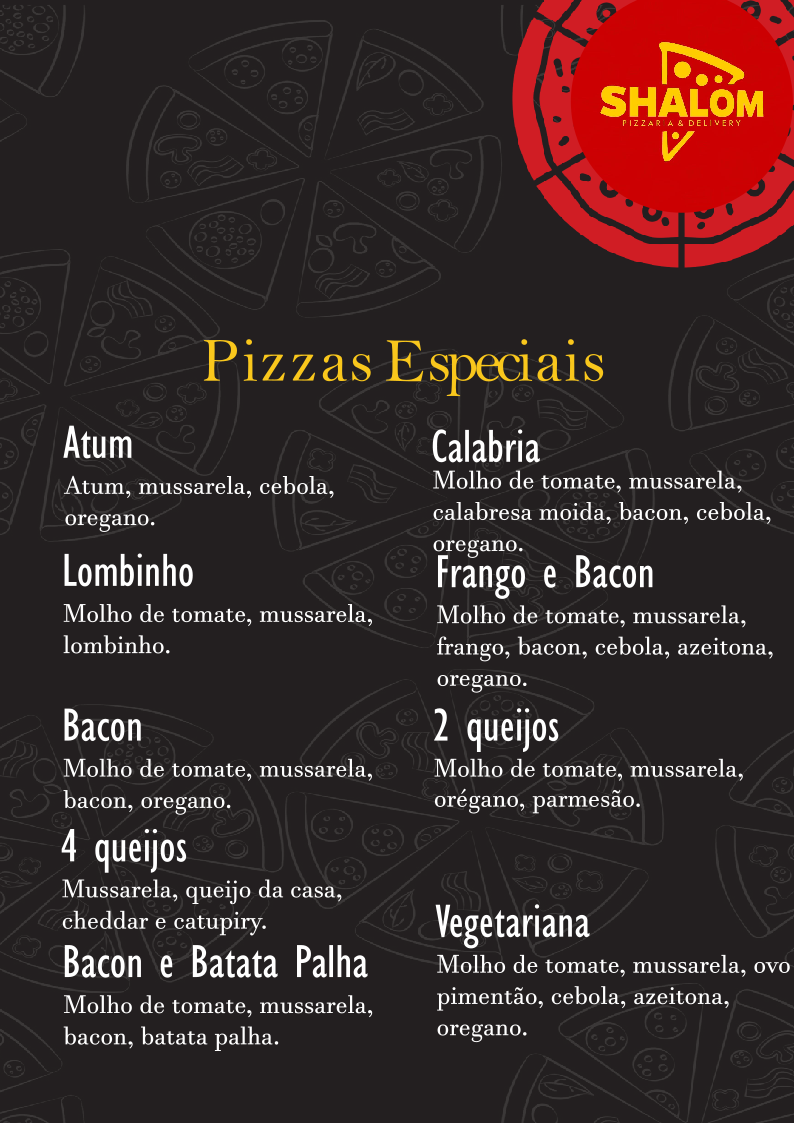 SHALOM
PIZZARIA & DELIVERY
Pizzas Especiais
Atum
Atum, mussarela, cebola,
oregano.
Lombinho
Molho de tomate, mussarela,
lombinho.
Bacon
Molho de tomate, mussarela,
bacon, oregano.
4 queijos
Mussarela, queijo da casa,
cheddar e catupiry.
Bacon e Batata Palha
Molho de tomate, mussarela,
bacon, batata palha.
Calabria
Molho de tomate, mussarela,
calabresa moida, bacon, cebola,
oregano.
Frango e Bacon
Molho de tomate, mussarela,
frango, bacon, cebola, azeitona,
oregano.
2 queijos
Molho de tomate, mussarela,
orégano, parmesão.
Vegetariana
Molho de tomate, mussarela, ovo
pimentão, cebola, azeitona,
oregano.